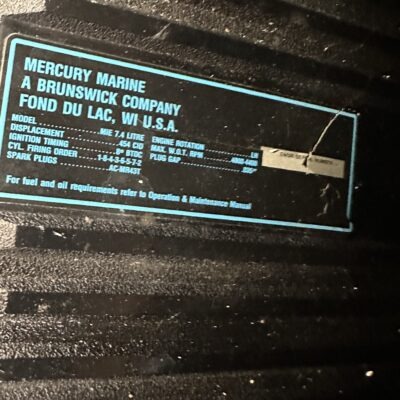 MERCURY MARINE
A BRUNSWICK COMPANY
FOND DU LAC, WI U.S.A.
MODEL MIE 7.4 LITRE ENGINE ROTATION LH
DISPLACEMENT 454 CID MAX. W.O.T. RPM 4000-4400
IGNITION TIMING 8° BTDC PLUG GAP .035"
CYL. FIRING ORDER 1-8-4-3-6-5-7-2
SPARK PLUGS AC-MR43T
For fuel and oil requirements refer to Operation & Maintenance Manual